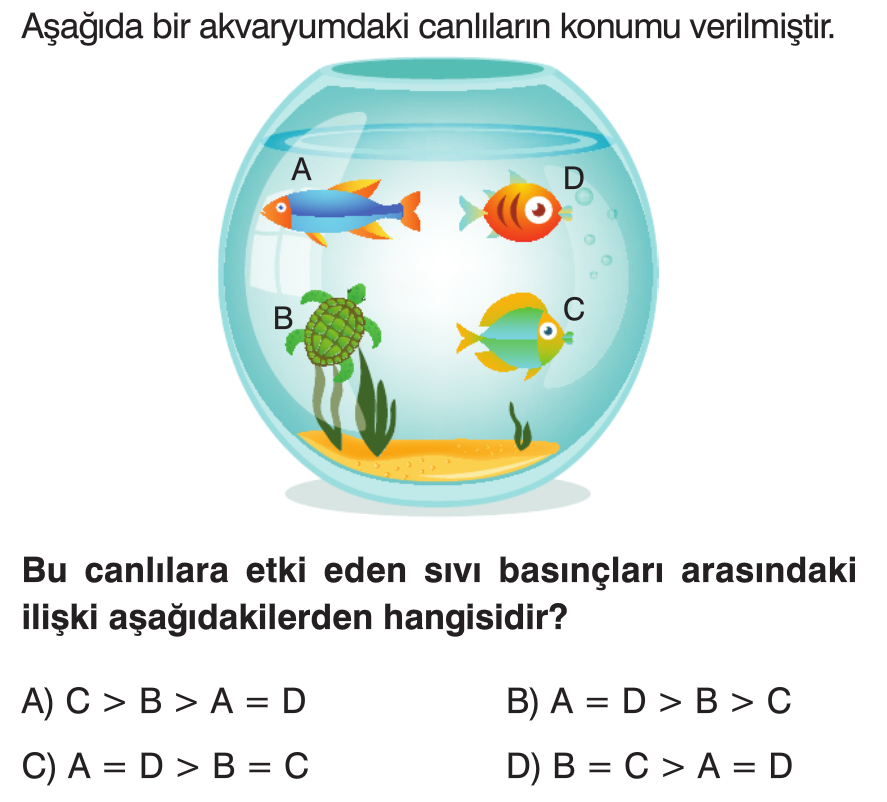 Aşağıda bir akvaryumdaki canlıların konumu verilmiştir.
A
D
B
C
Bu canlılara etki eden sıvı basınçları arasındaki
ilişki aşağıdakilerden hangisidir?
A) C > B > A = D
B) A = D > B > C
C) A = D > B = C
D) B = C > A = D